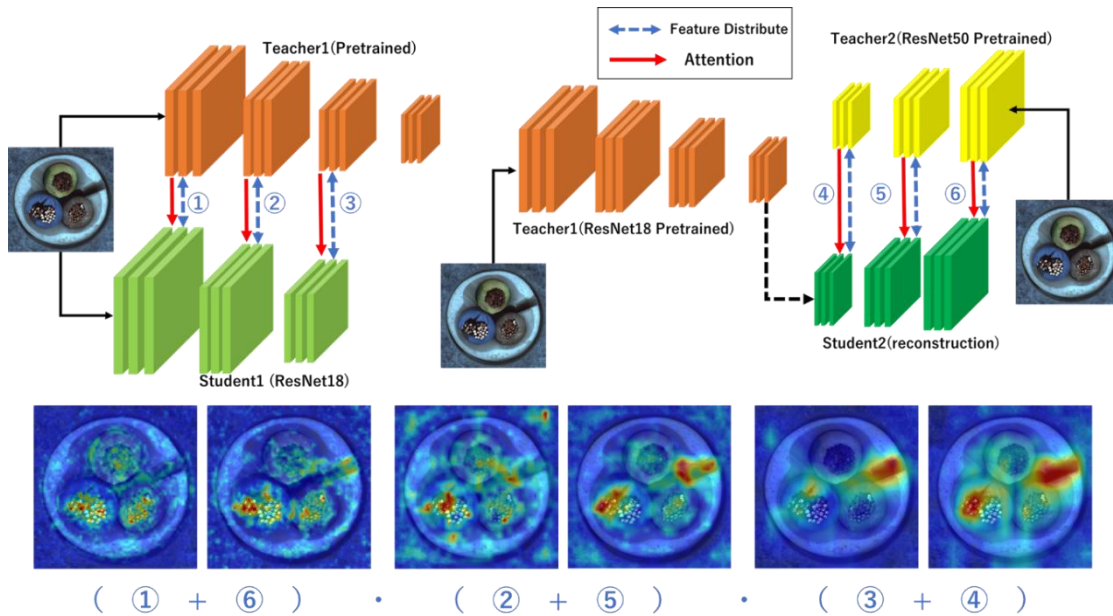 Teacher1(Pretrained)
Feature Distribute
Attention
Teacher2(ResNet50 Pretrained)
① ② ③
④ ⑤ ⑥
Teacher1(ResNet18 Pretrained)
Student1 (ResNet18)
Student2(reconstruction)
( ① + ⑥ ) · ( ② + ⑤ ) · ( ③ + ④ )